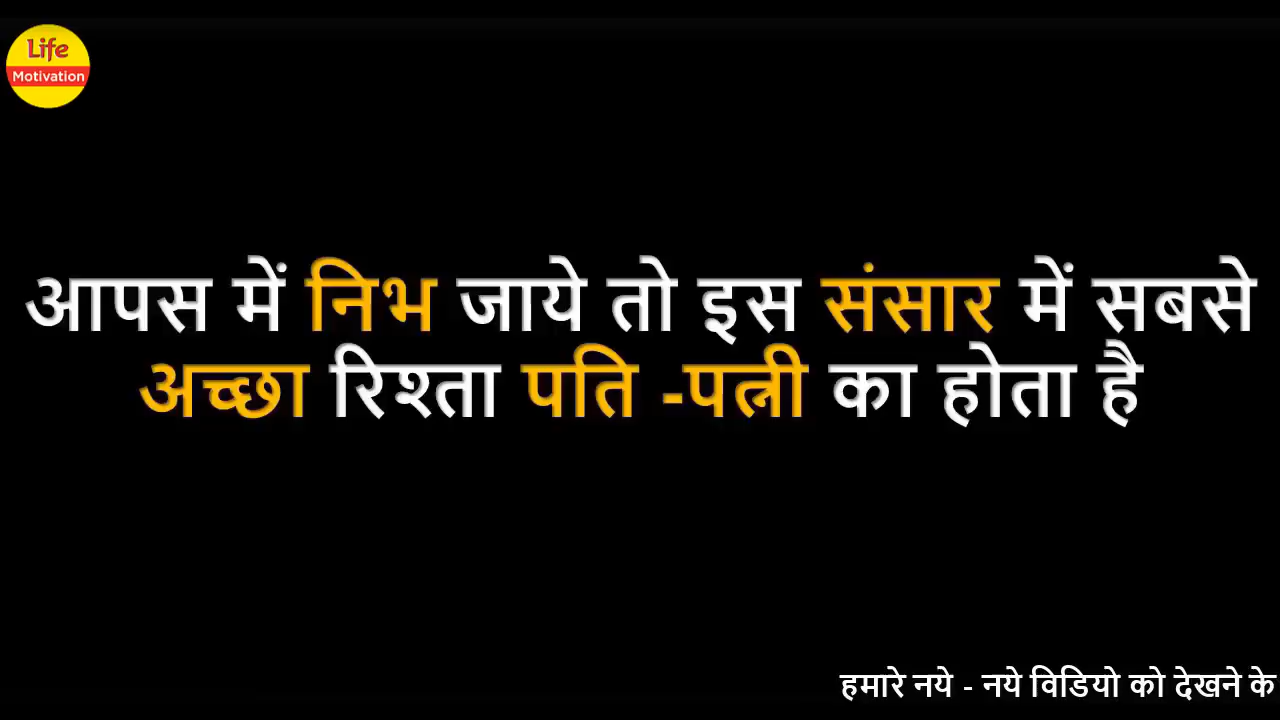 Life
Motivation
आपस में निभ जाये तो इस संसार में सबसे
अच्छा रिश्ता पति -पत्नी का होता है
हमारे नये - नये विडियो को देखने के